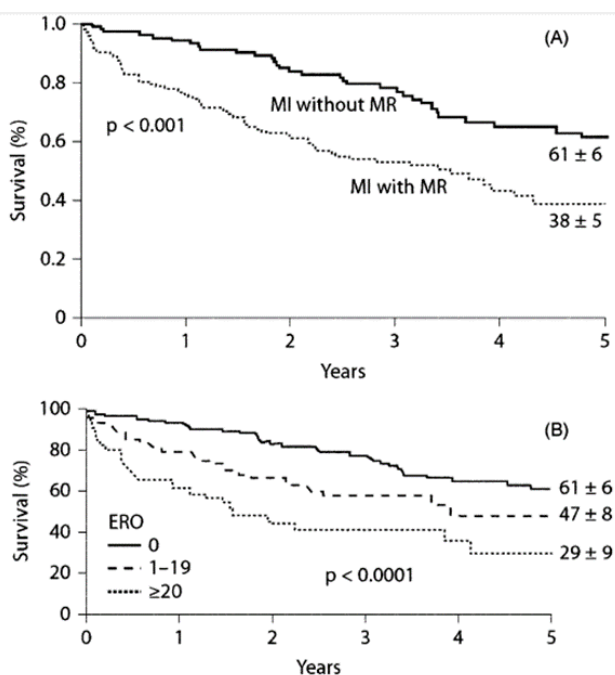 (A)
Survival (%)
1.0
0.8
0.6
0.4
0.2
0
MI without MR
p < 0.001
MI with MR
61 ± 6
38 ± 5
0 1 2 3 4 5
Years
(B)
Survival (%)
100
80
60
40
20
0
ERO
0
1–19
≥20
p < 0.0001
61 ± 6
47 ± 8
29 ± 9
0 1 2 3 4 5
Years